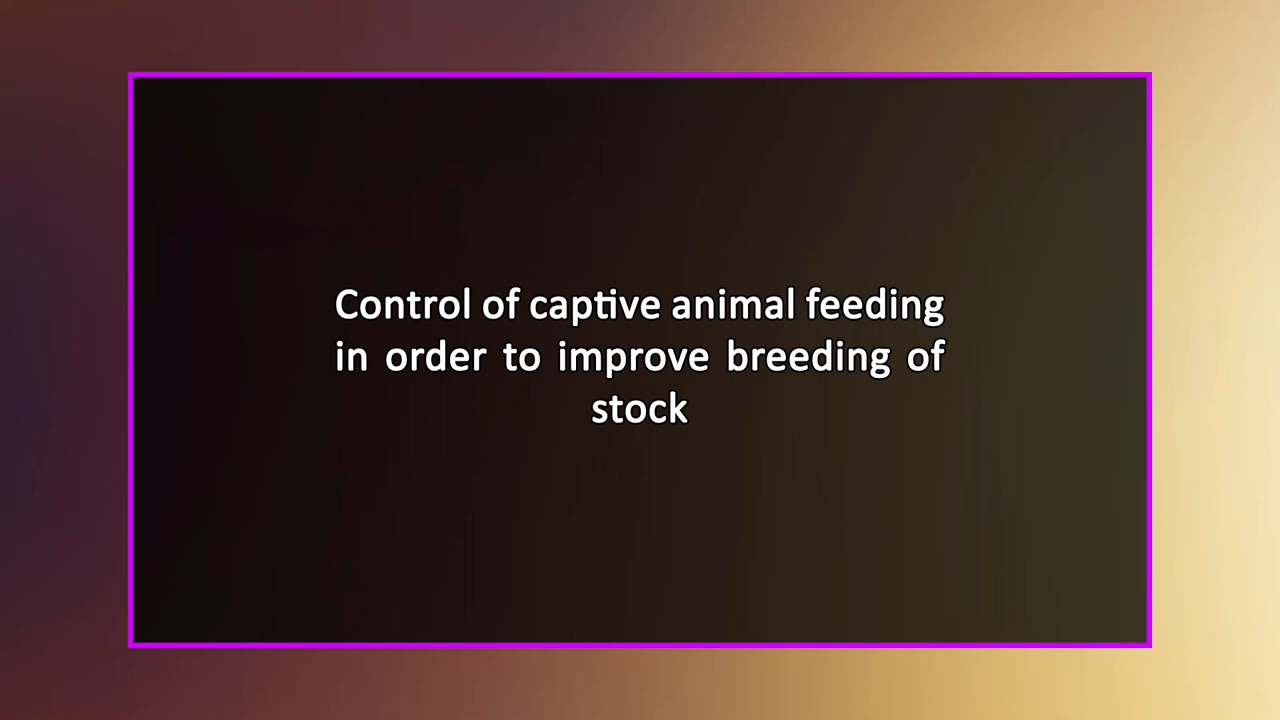 Control of captive animal feeding
in order to improve breeding of
stock